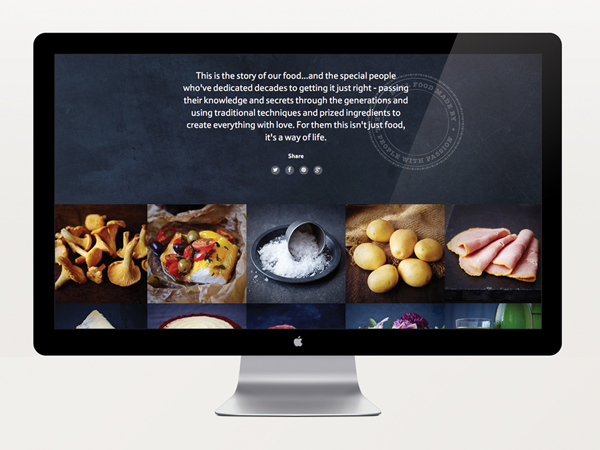 This is the story of our food...and the special people
who've dedicated decades to getting it just right - passing
their knowledge and secrets through the generations and
using traditional techniques and prized ingredients to
create everything with love. For them this isn't just food,
it's a way of life.
FOOD MADE BY
PEOPLE WITH PASSION
Share